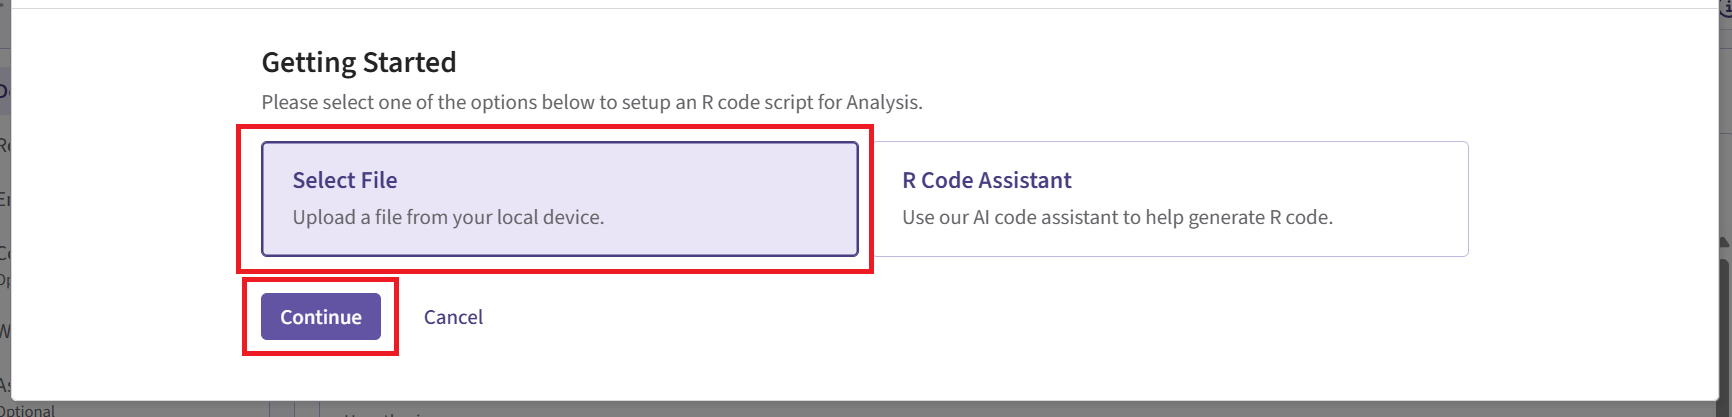 Getting Started
Please select one of the options below to setup an R code script for Analysis.
Select File
Upload a file from your local device.
R Code Assistant
Use our AI code assistant to help generate R code.
Continue
Cancel
Optional